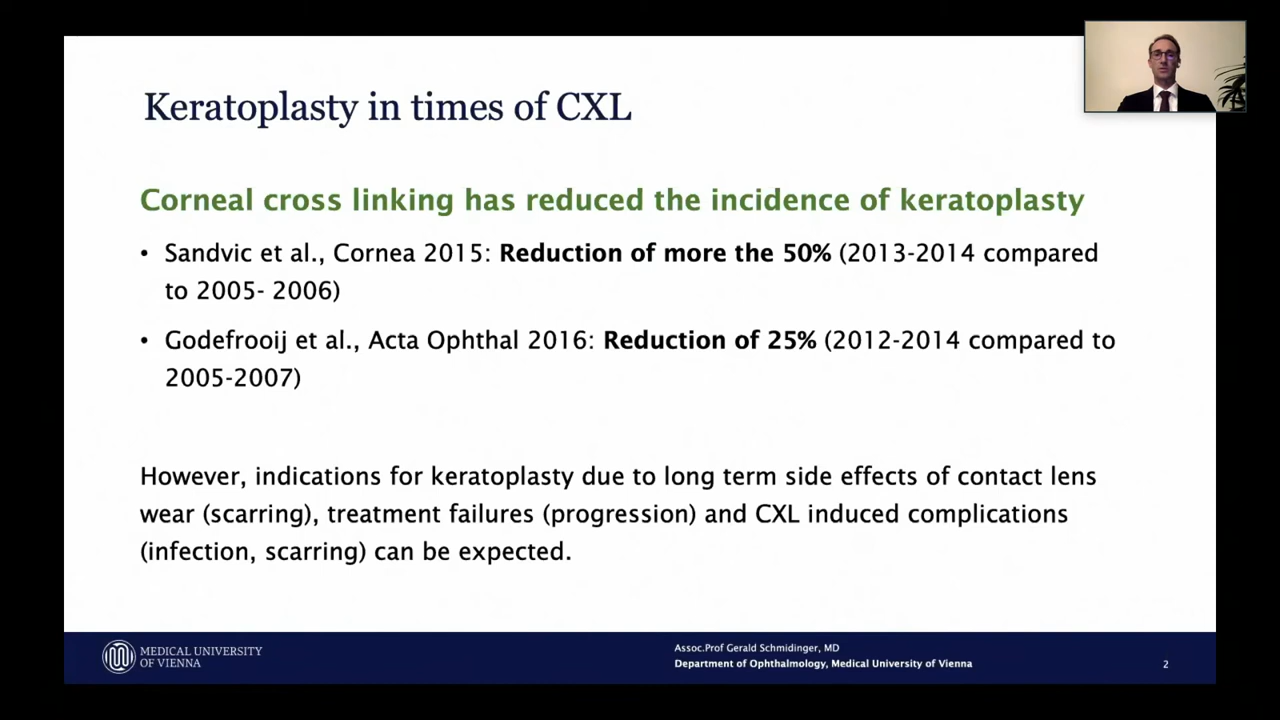 Keratoplasty in times of CXL
Corneal cross linking has reduced the incidence of keratoplasty
• Sandvic et al., Cornea 2015: Reduction of more the 50% (2013-2014 compared
to 2005- 2006)
• Godefrooij et al., Acta Ophthal 2016: Reduction of 25% (2012-2014 compared to
2005-2007)
However, indications for keratoplasty due to long term side effects of contact lens
wear (scarring), treatment failures (progression) and CXL induced complications
(infection, scarring) can be expected.
MEDICAL UNIVERSITY
OF VIENNA
Assoc.Prof Gerald Schmidinger, MD
Department of Ophthalmology, Medical University of Vienna
2